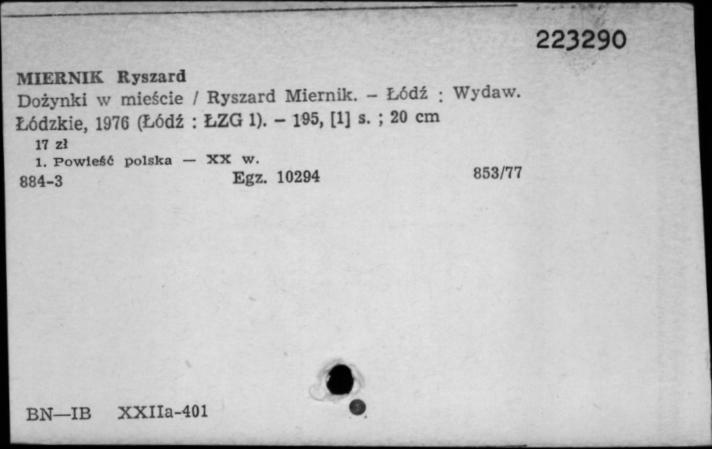 223290
MIERNIK Ryszard
Dożynki w mieście / Ryszard Miernik. – Łódź : Wydaw.
Łódzkie, 1976 (Łódź : ŁZG 1). – 195, [1] s. ; 20 cm
17 zł
1. Powieść polska — XX w.
884-3 Egz. 10294 853/77
BN—IB XXIIa-401